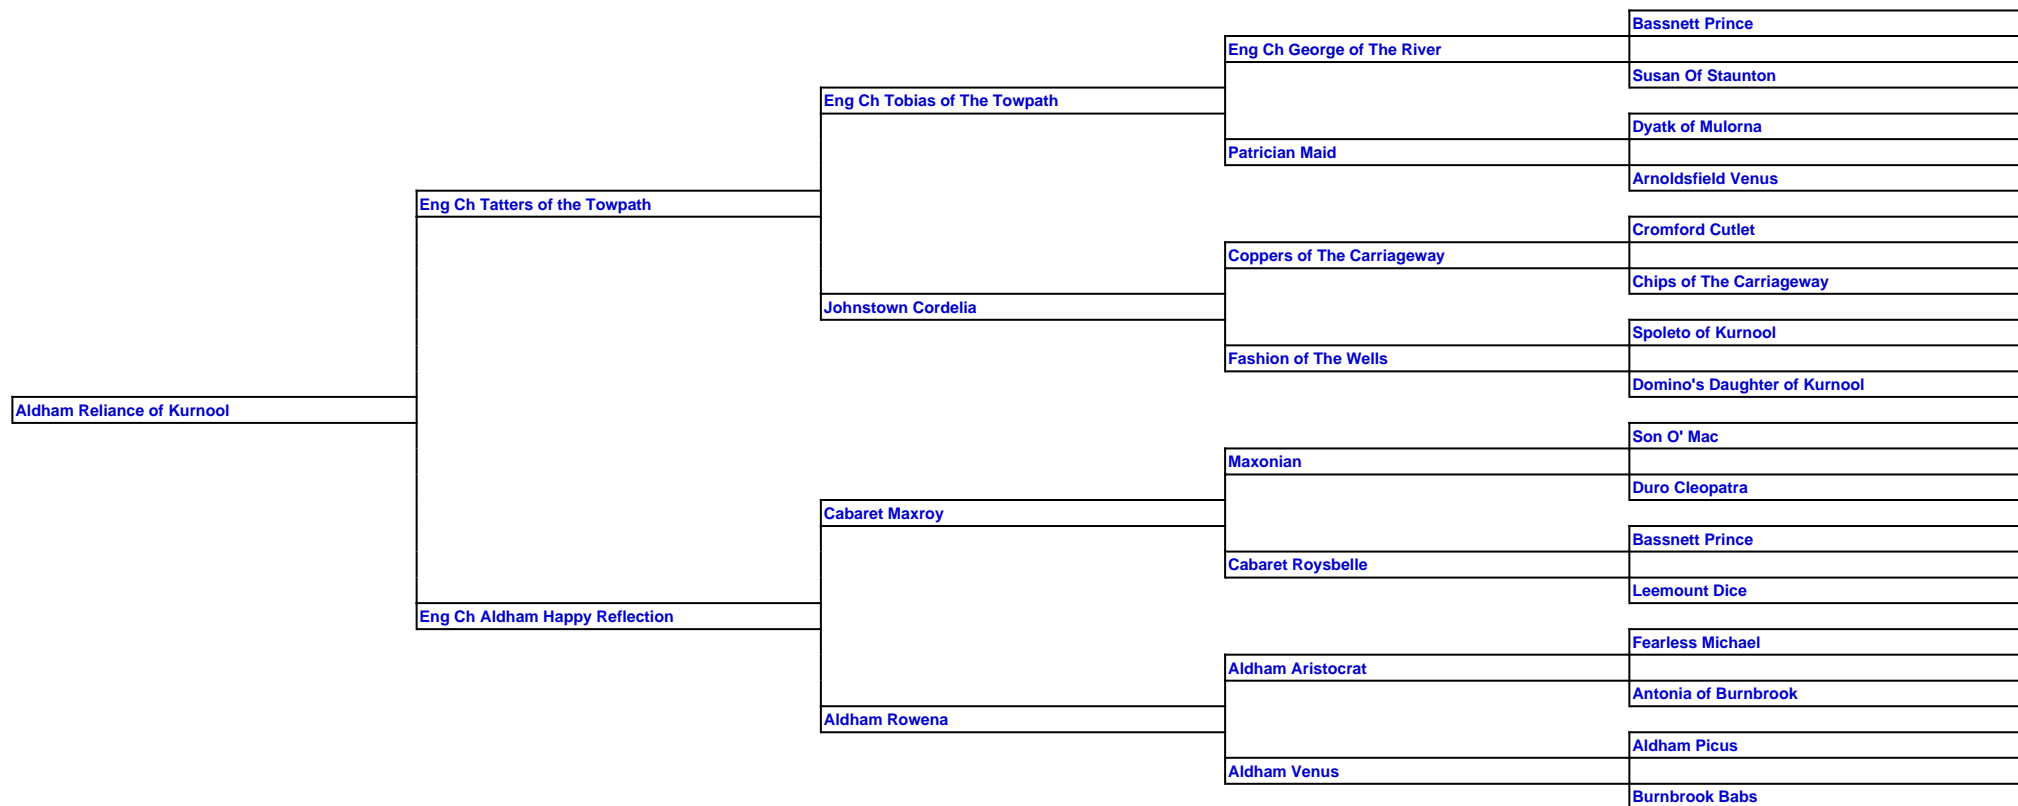 Bassnett Prince
Eng Ch George of The River
Susan Of Staunton
Eng Ch Tobias of The Towpath
Dyatk of Mulorna
Patrician Maid
Arnoldsfield Venus
Eng Ch Tatters of the Towpath
Cromford Cutlet
Coppers of The Carriageway
Chips of The Carriageway
Johnstown Cordelia
Spoleto of Kurnool
Fashion of The Wells
Domino's Daughter of Kurnool
Aldham Reliance of Kurnool
Son O' Mac
Maxonian
Duro Cleopatra
Cabaret Maxroy
Bassnett Prince
Cabaret Roysbelle
Leemount Dice
Eng Ch Aldham Happy Reflection
Fearless Michael
Aldham Aristocrat
Antonia of Burnbrook
Aldham Rowena
Aldham Picus
Aldham Venus
Burnbrook Babs